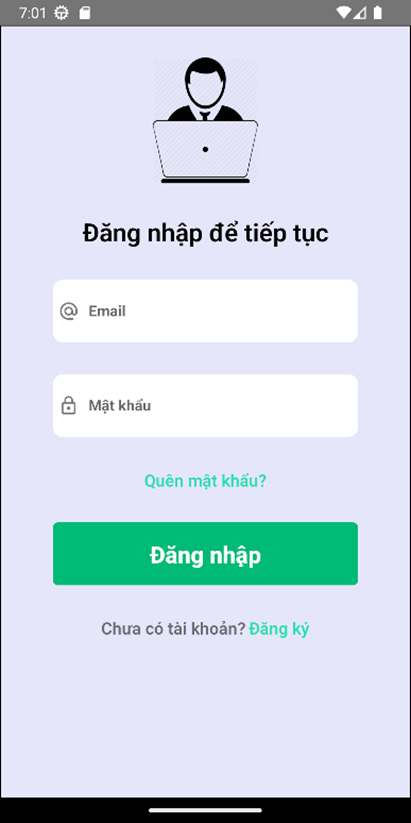 7:01
Đăng nhập để tiếp tục
Email
Mật khẩu
Quên mật khẩu?
Đăng nhập
Chưa có tài khoản? Đăng ký